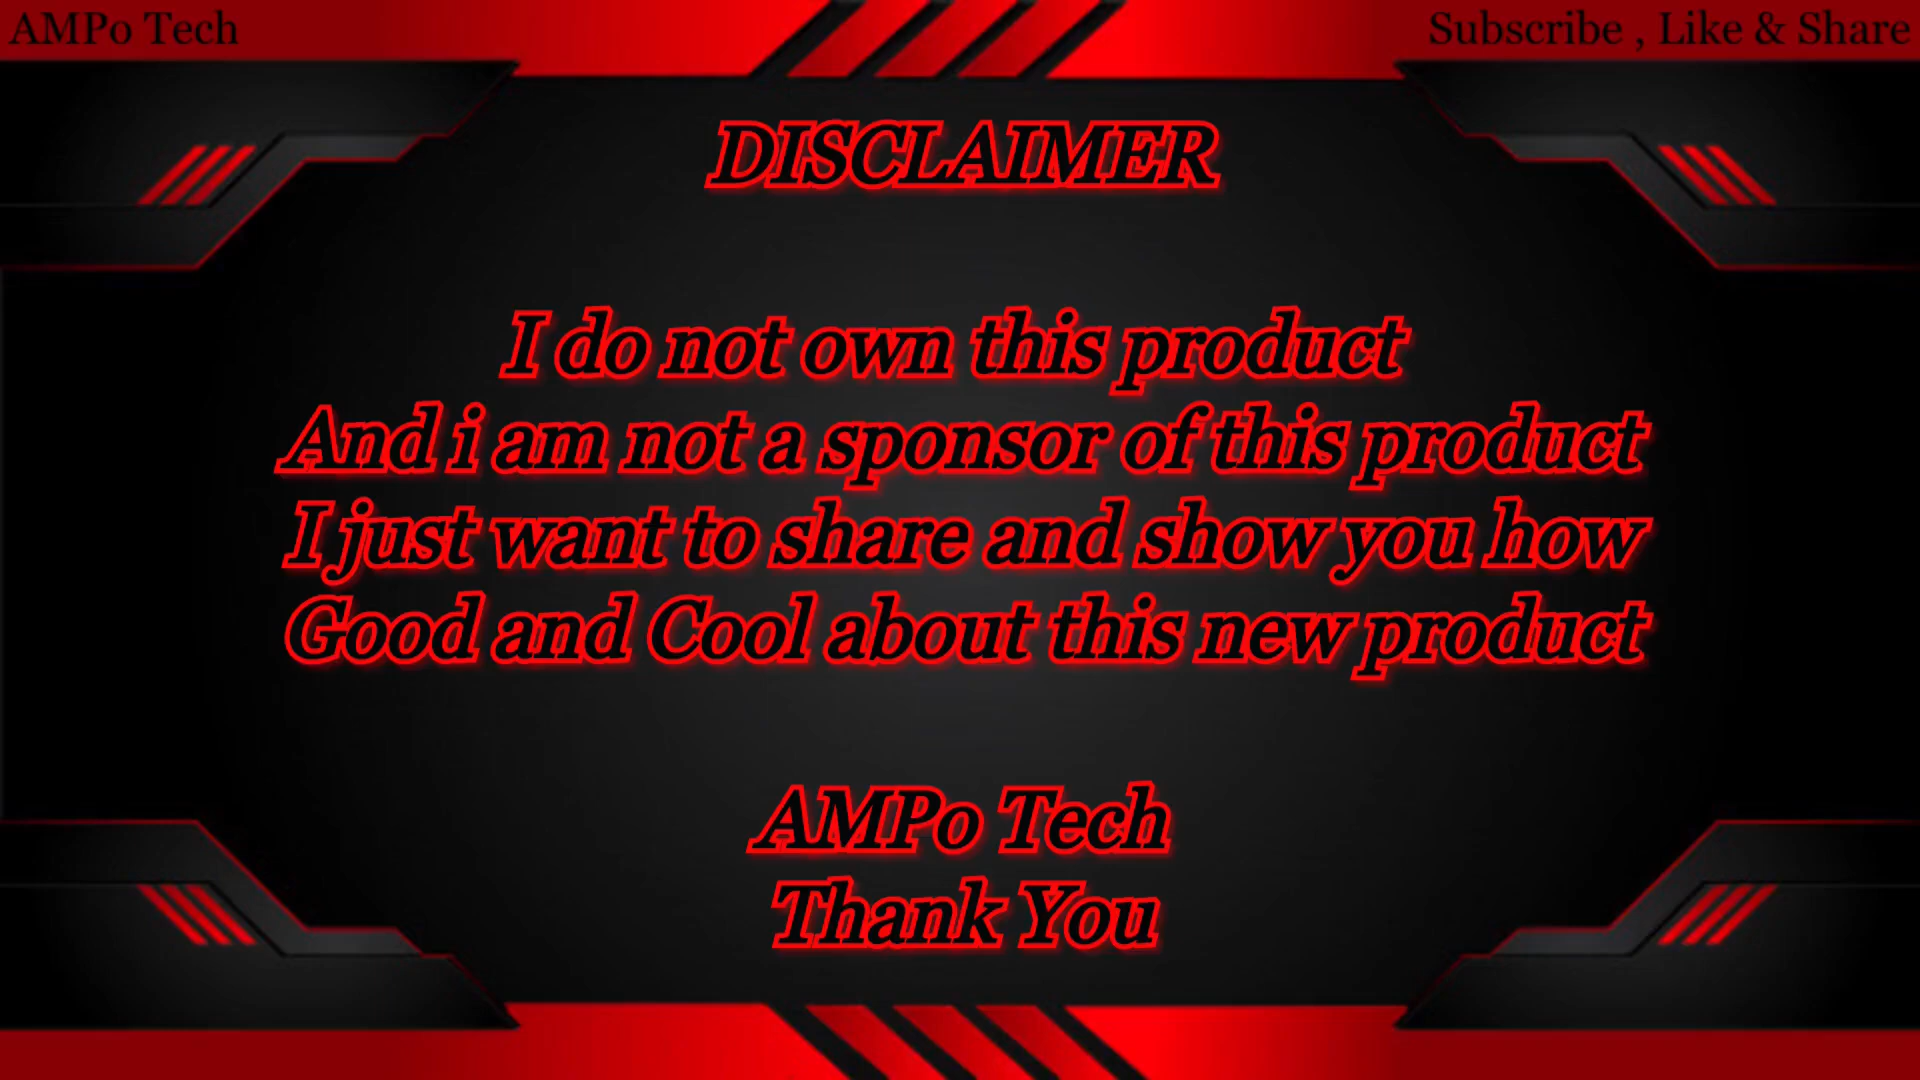 AMPo Tech
Subscribe , Like & Share
DISCLAIMER
I do not own this product
And i am not a sponsor of this product
I just want to share and show you how
Good and Cool about this new product
AMPo Tech
Thank You